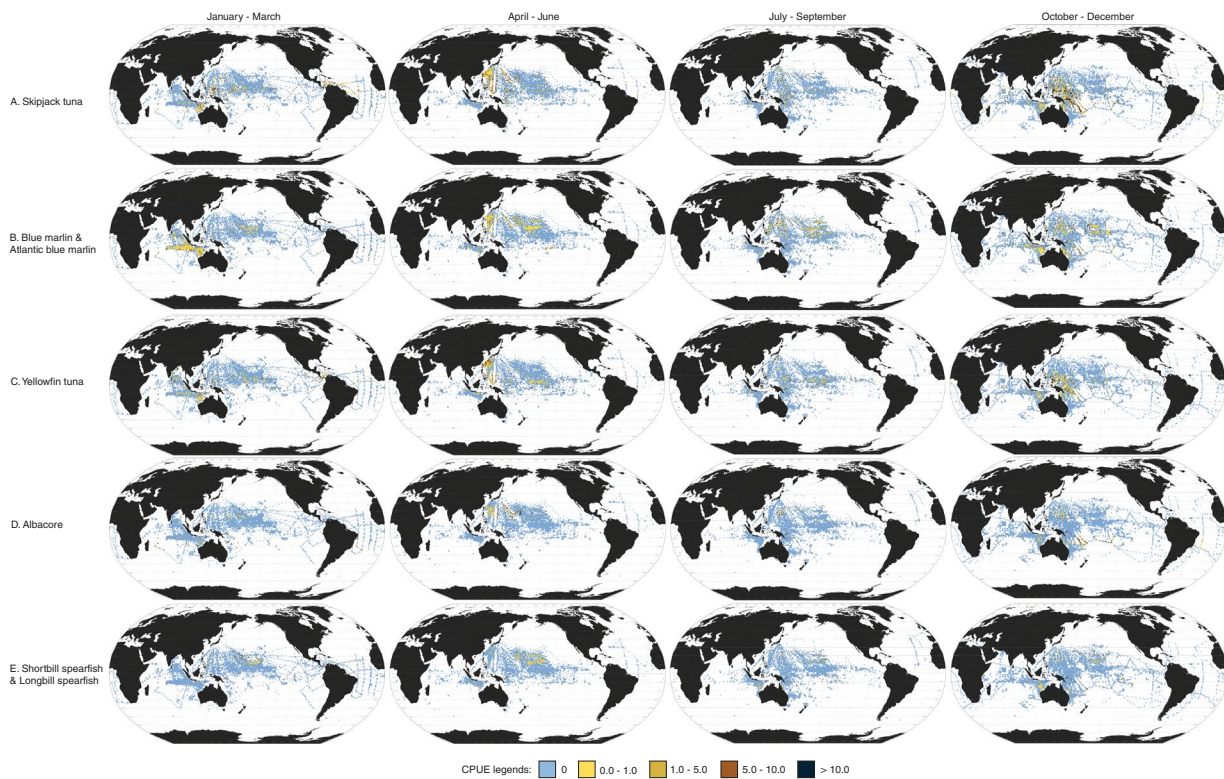 January - March
April - June
July - September
October - December
A. Skipjack tuna
B. Blue marlin &
Atlantic blue marlin
C. Yellowfin tuna
D. Albacore
E. Shortbill spearfish
& Longbill spearfish
CPUE legends: 0 0.0 - 1.0 1.0 - 5.0 5.0 - 10.0 > 10.0